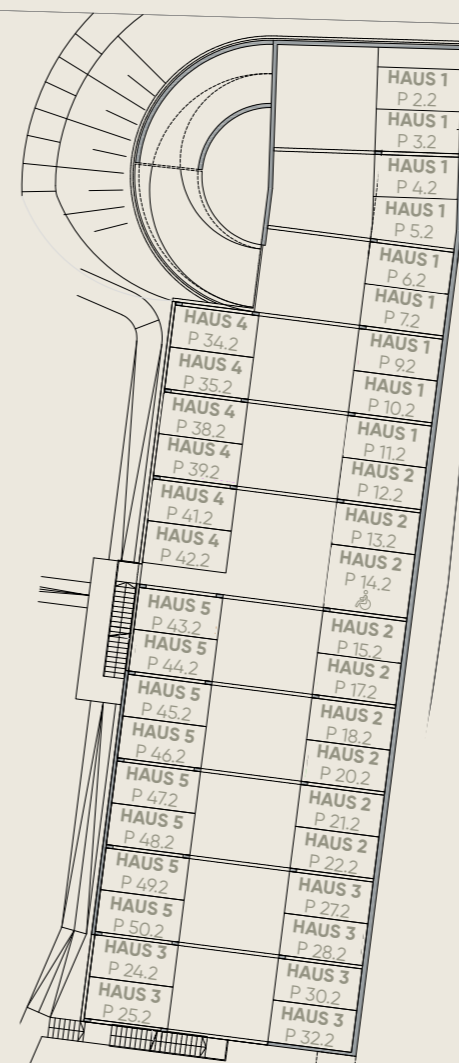 HAUS 1
P 2.2
HAUS 1
P 3.2
HAUS 1
P 4.2
HAUS 1
P 5.2
HAUS 1
P 6.2
HAUS 1
P 7.2
HAUS 1
P 9.2
HAUS 1
P 10.2
HAUS 1
P 11.2
HAUS 2
P 12.2
HAUS 2
P 13.2
HAUS 2
P 14.2
HAUS 2
P 15.2
HAUS 2
P 17.2
HAUS 2
P 18.2
HAUS 2
P 20.2
HAUS 2
P 21.2
HAUS 2
P 22.2
HAUS 3
P 27.2
HAUS 3
P 28.2
HAUS 3
P 30.2
HAUS 3
P 32.2
HAUS 4
P 34.2
HAUS 4
P 35.2
HAUS 4
P 38.2
HAUS 4
P 39.2
HAUS 4
P 41.2
HAUS 4
P 42.2
HAUS 5
P 43.2
HAUS 5
P 44.2
HAUS 5
P 45.2
HAUS 5
P 46.2
HAUS 5
P 47.2
HAUS 5
P 48.2
HAUS 5
P 49.2
HAUS 5
P 50.2
HAUS 3
P 24.2
HAUS 3
P 25.2